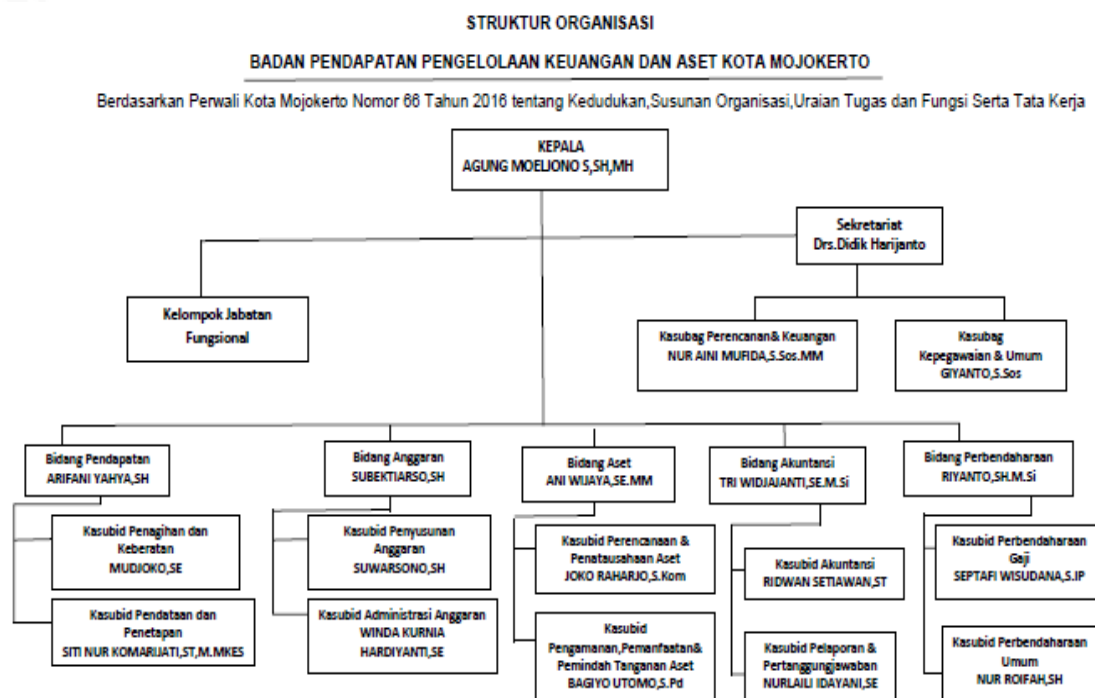 STRUKTUR ORGANISASI
BADAN PENDAPATAN PENGELOLAAN KEUANGAN DAN ASET KOTA MOJOKERTO
Berdasarkan Perwali Kota Mojokerto Nomor 66 Tahun 2016 tentang Kedudukan,Susunan Organisasi,Uraian Tugas dan Fungsi Serta Tata Kerja
KEPALA
AGUNG MOELJONO S,SH,MH
Sekretariat
Drs.Didik Harijanto
Kelompok Jabatan
Fungsional
Kasubag Perencanan& Keuangan
NUR AINI MUFIDA,S.Sos.MM
Kasubag
Kepegawaian & Umum
GIYANTO,S.Sos
Bidang Pendapatan
ARIFANI YAHYA,SH
Bidang Anggaran
SUBEKTIARSO,SH
Bidang Aset
ANI WIJAYA,SE.MM
Bidang Akuntansi
TRI WIDJAJANTI,SE.M.Si
Bidang Perbendaharaan
RIYANTO,SH.M.Si
Kasubid Penagihan dan
Keberatan
MUDJOKO,SE
Kasubid Penyusunan
Anggaran
SUWARSONO,SH
Kasubid Perencanaan &
Penatausahaan Aset
JOKO RAHARJO,S.Kom
Kasubid Akuntansi
RIDWAN SETIAWAN,ST
Kasubid Perbendaharaan
Gaji
SEPTAFI WISUDANA,S.IP
Kasubid Pendataan dan
Penetapan
SITI NUR KOMARIJATI,ST,M.MKES
Kasubid Administrasi Anggaran
WINDA KURNIA
HARDIYANTI,SE
Kasubid
Pengamanan,Pemanfaatan&
Pemindah Tanganan Aset
BAGIYO UTOMO,S.Pd
Kasubid Pelaporan &
Pertanggungjawaban
NURLAILI IDAYANI,SE
Kasubid Perbendaharaan
Umum
NUR ROIFAH,SH